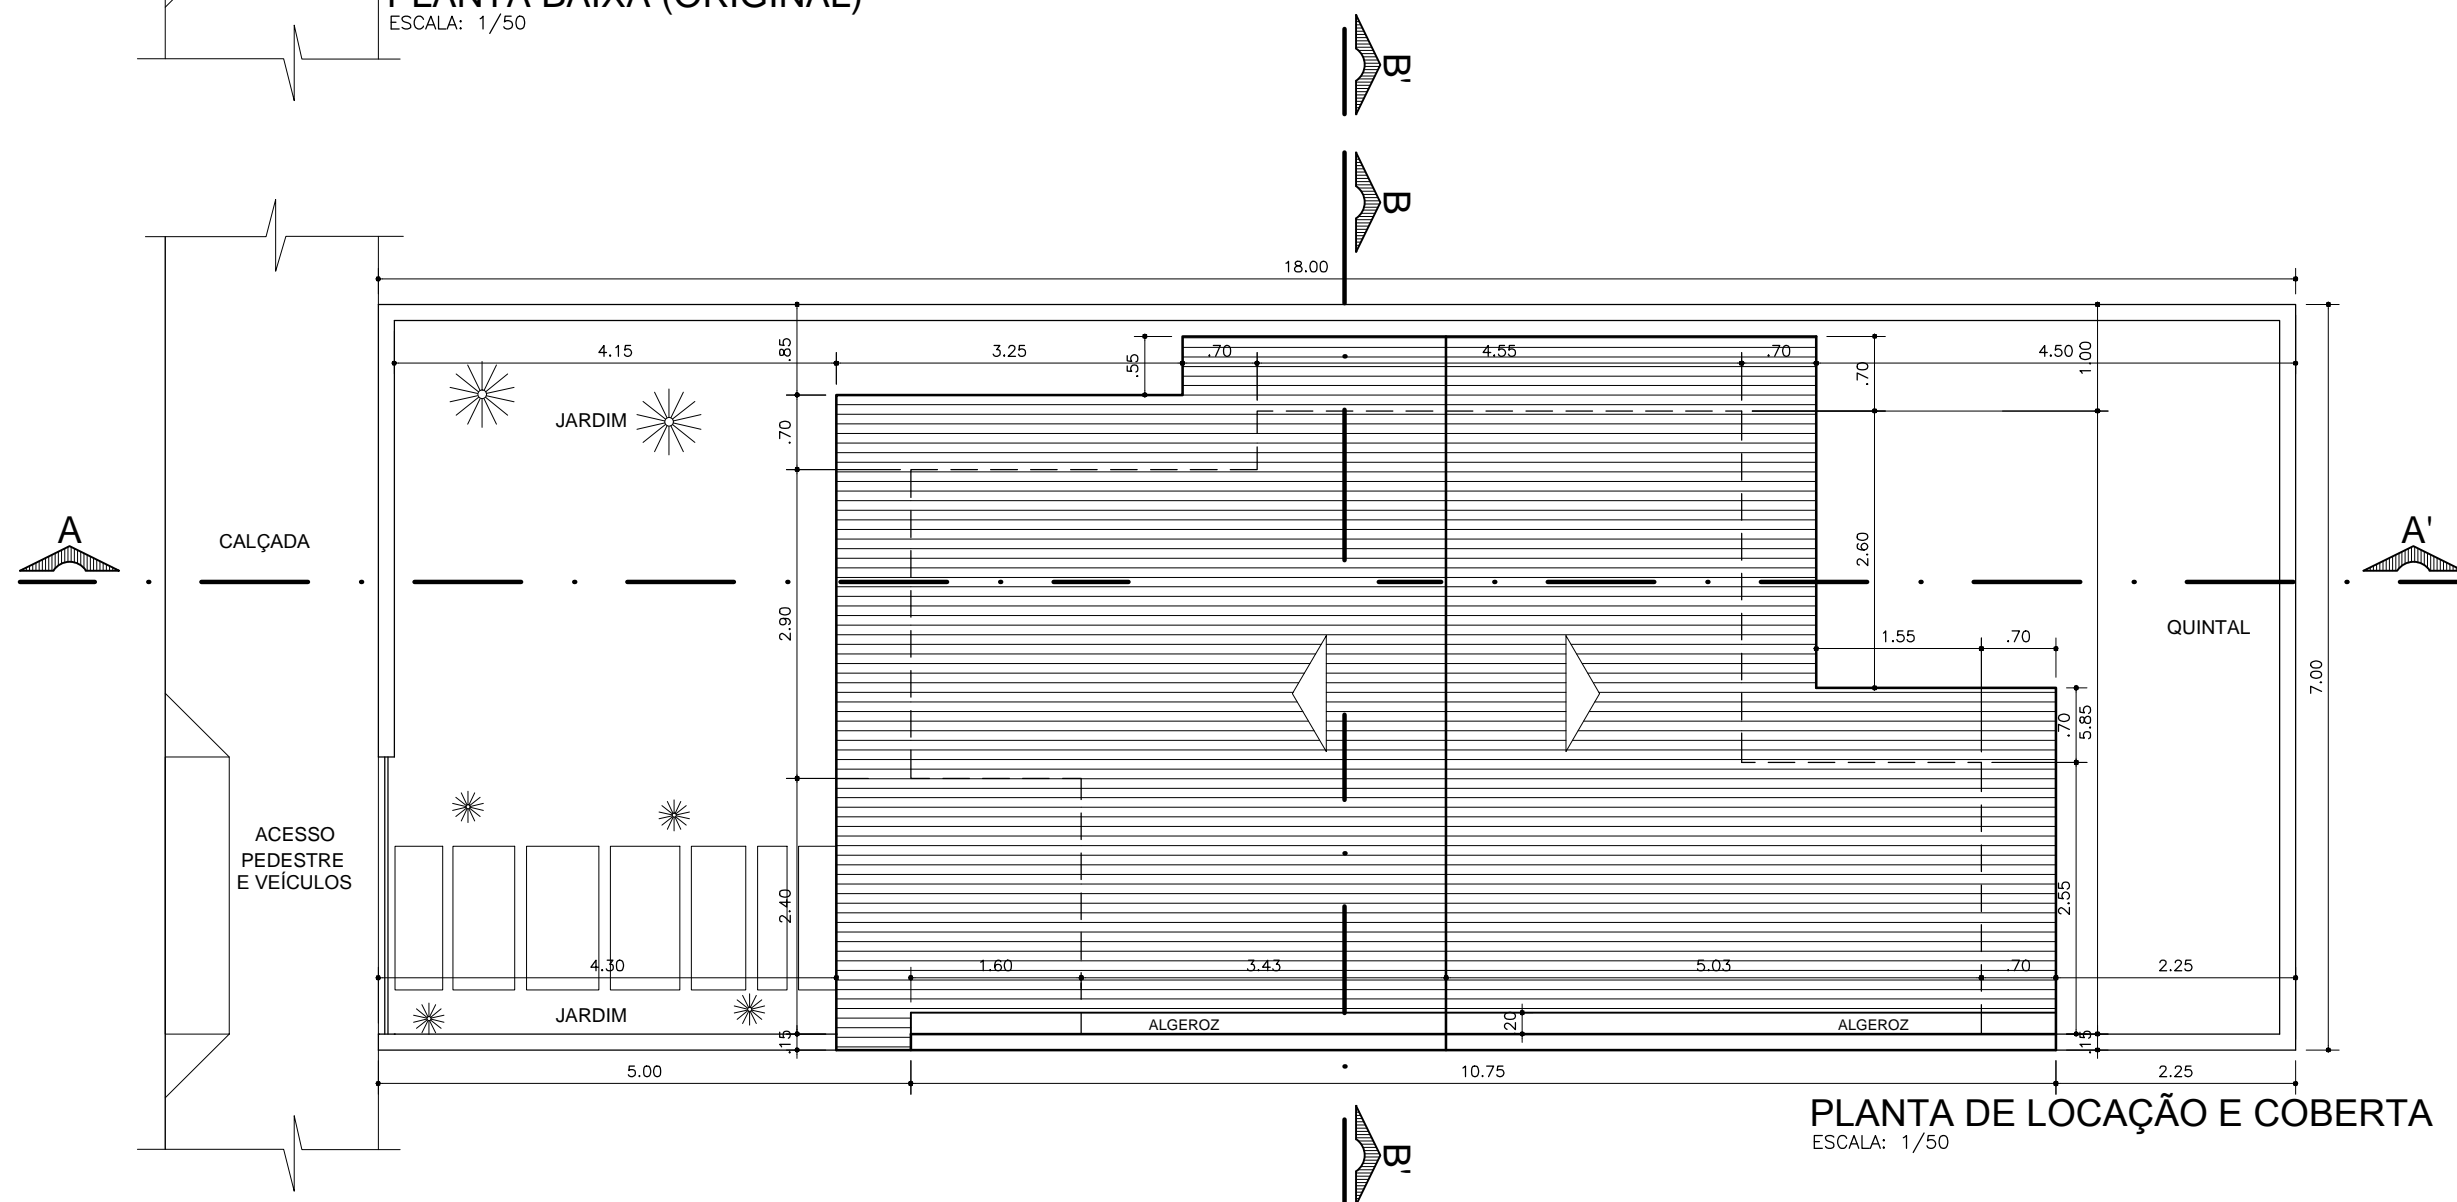 PLANTA BAIXA (ORIGINAL)
ESCALA: 1/50
B'
B
18.00
4.15
.85
3.25
.55
.70
4.55
.70
.70
4.50
1.00
JARDIM
.70
A
CALÇADA
2.60
A'
2.90
1.55
.70
QUINTAL
7.00
.70
5.85
ACESSO
PEDESTRE
E VEÍCULOS
2.40
2.55
4.30
1.60
3.43
5.03
.70
2.25
JARDIM
.15
ALGEROZ
20
ALGEROZ
.15
5.00
10.75
2.25
PLANTA DE LOCAÇÃO E COBERTA
ESCALA: 1/50
B'